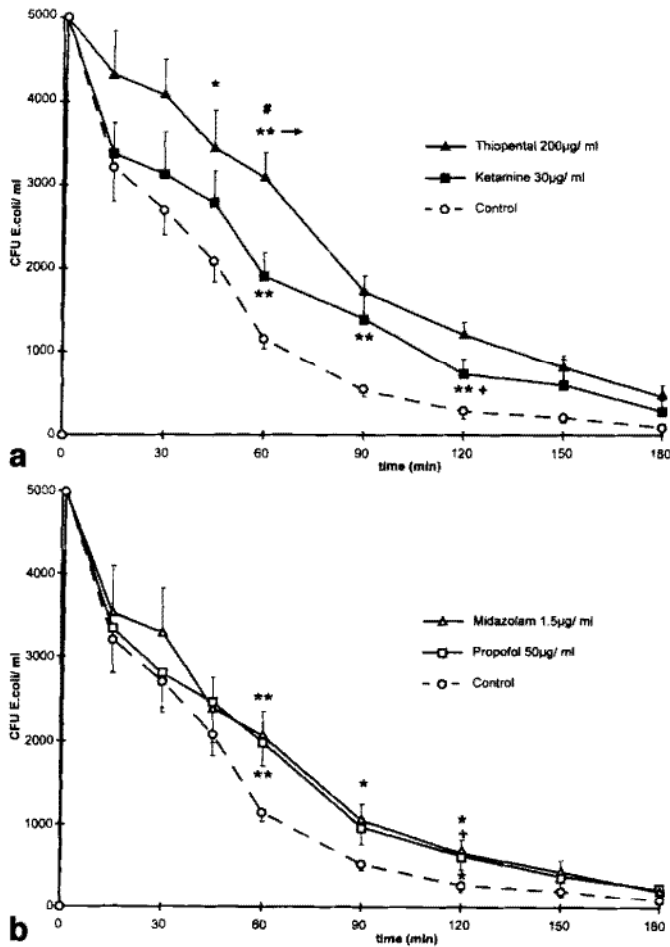 5000
4000
3000
2000
1000
0
CFU E.coli/ ml
*
#
** →
**
**
** +
Thiopental 200µg/ ml
Ketamine 30µg/ ml
Control
0 30 60 90 120 150 180
time (min)
a
5000
4000
3000
2000
1000
0
CFU E.coli/ ml
**
**
*
*
+
*
Midazolam 1.5µg/ ml
Propofol 50µg/ ml
Control
0 30 60 90 120 150 180
time (min)
b